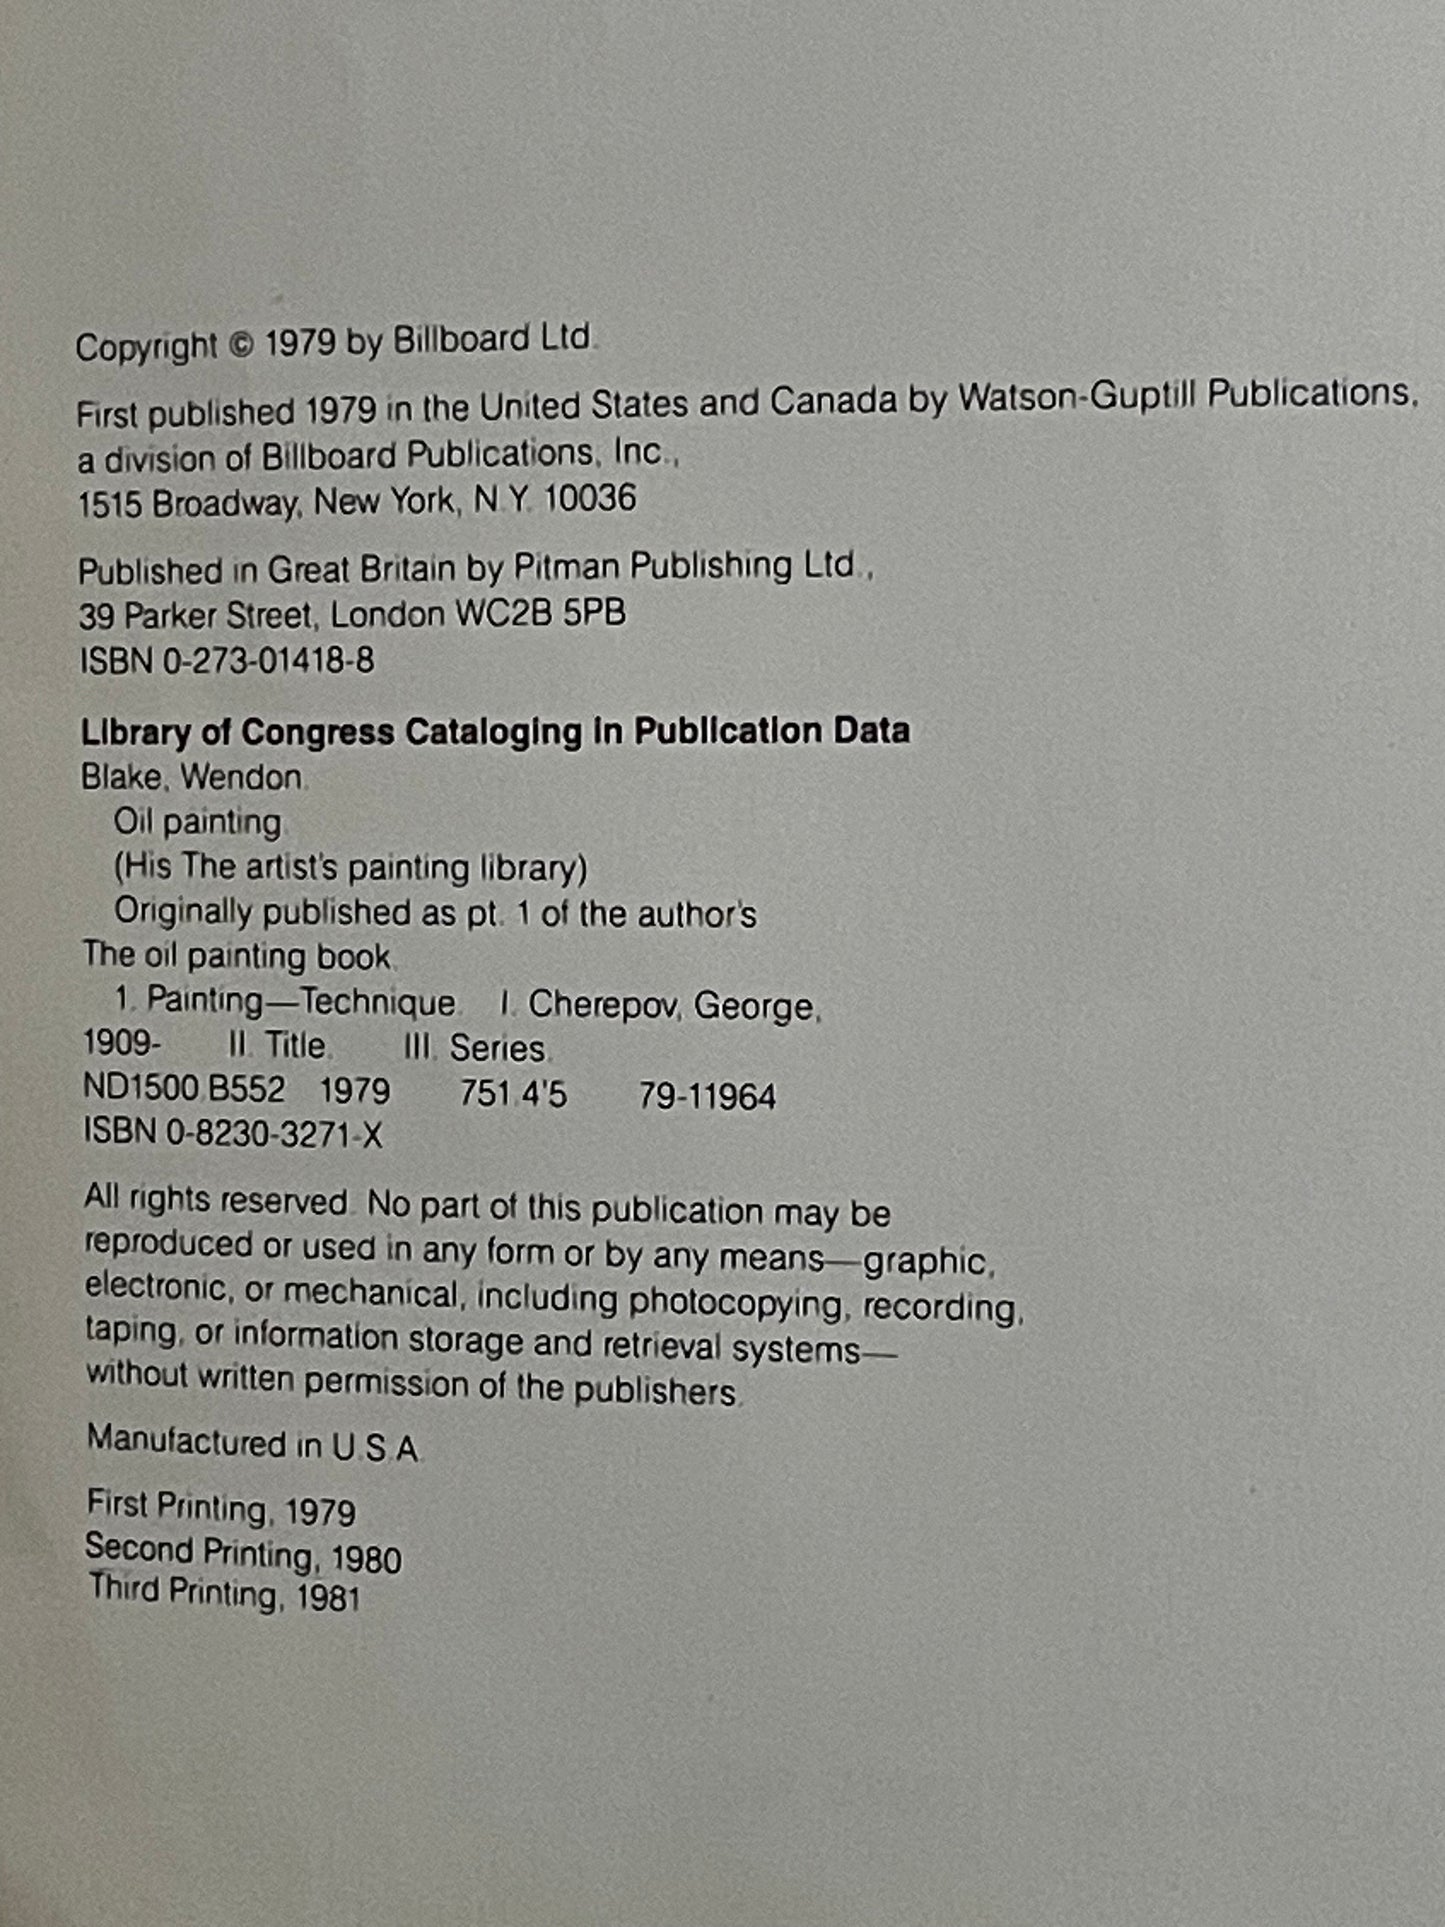 Copyright © 1979 by Billboard Ltd.
First published 1979 in the United States and Canada by Watson-Guptill Publications,
a division of Billboard Publications, Inc.,
1515 Broadway, New York, N.Y. 10036
Published in Great Britain by Pitman Publishing Ltd.,
39 Parker Street, London WC2B 5PB
ISBN 0-273-01418-8
Library of Congress Cataloging in Publication Data
Blake, Wendon.
Oil painting.
(His The artist's painting library)
Originally published as pt. 1 of the author's
The oil painting book.
1. Painting—Technique. I. Cherepov, George,
1909- II. Title. III. Series.
ND1500.B552 1979 751.4'5 79-11964
ISBN 0-8230-3271-X
All rights reserved. No part of this publication may be
reproduced or used in any form or by any means—graphic,
electronic, or mechanical, including photocopying, recording,
taping, or information storage and retrieval systems—
without written permission of the publishers.
Manufactured in U.S.A.
First Printing, 1979
Second Printing, 1980
Third Printing, 1981